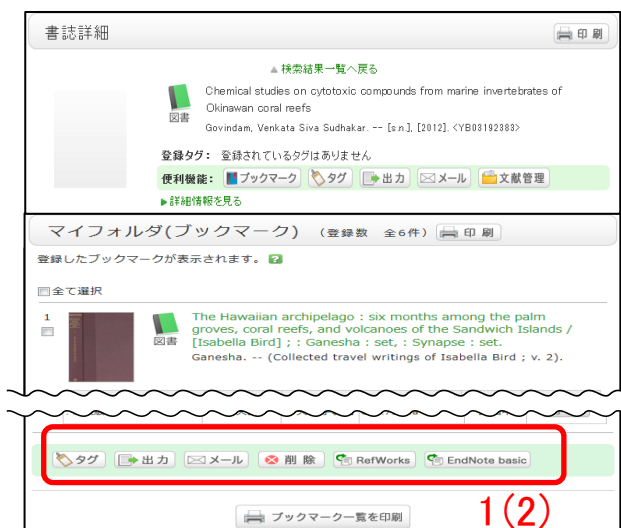 書誌詳細
印刷
▲検索結果一覧へ戻る
Chemical studies on cytotoxic compounds from marine invertebrates of
Okinawan coral reefs
図書
Govindam, Venkata Siva Sudhakar. -- [s.n.], [2012]. <YB03192383>
登録タグ： 登録されているタグはありません
便利機能： ブックマーク タグ 出力 メール 文献管理
▶詳細情報を見る
マイフォルダ(ブックマーク) （登録数 全6件） 印刷
登録したブックマークが表示されます。 ?
全て選択
1
The Hawaiian archipelago : six months among the palm
groves, coral reefs, and volcanoes of the Sandwich Islands /
図書
[Isabella Bird] ; : Ganesha : set, : Synapse : set.
Ganesha. -- (Collected travel writings of Isabella Bird ; v. 2).
タグ 出力 メール 削除 RefWorks EndNote basic
ブックマーク一覧を印刷
1(2)